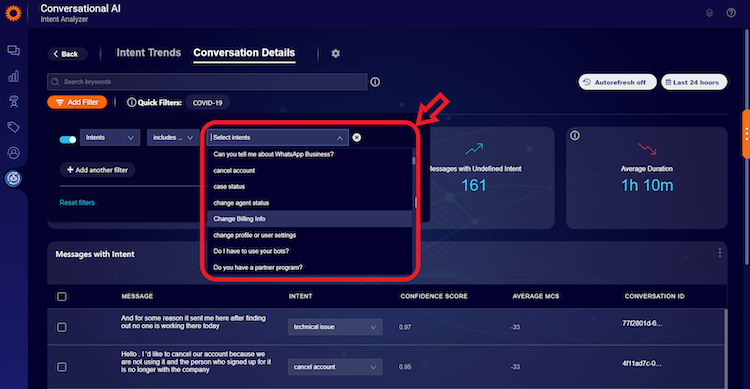 Conversational AI
Intent Analyzer
Back
Intent Trends
Conversation Details
Search keywords
Autorefresh off
Last 24 hours
Add Filter
Quick Filters:
COVID-19
Intents
includes ...
Select intents
Can you tell me about WhatsApp Business?
cancel account
case status
change agent status
Change Billing Info
change profile or user settings
Do I have to use your bots?
Do you have a partner program?
Add another filter
Reset filters
Messages with Undefined Intent
161
Average Duration
1h 10m
Messages with Intent
MESSAGE
INTENT
CONFIDENCE SCORE
AVERAGE MCS
CONVERSATION ID
And for some reason it sent me here after finding
out no one is working there today
technical issue
0.97
-33
77f2801d-6...
Hello . I 'd like to cancel our account because we
are not using it and the person who signed up for it
is no longer with the company
cancel account
0.95
-33
4f11ad7c-0...